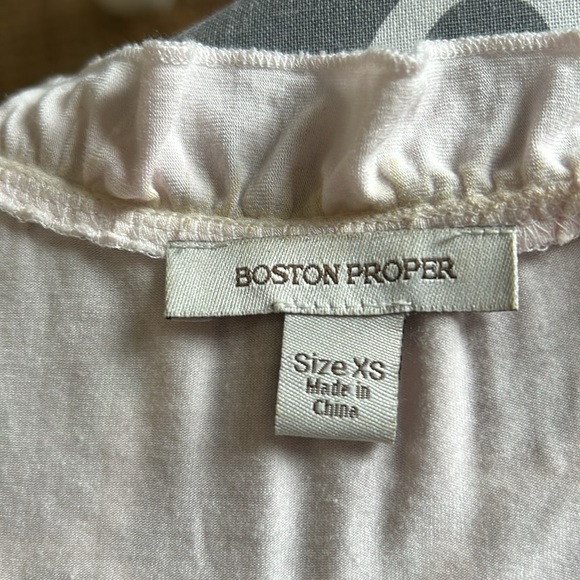 BOSTON PROPER
Size XS
Made in
China